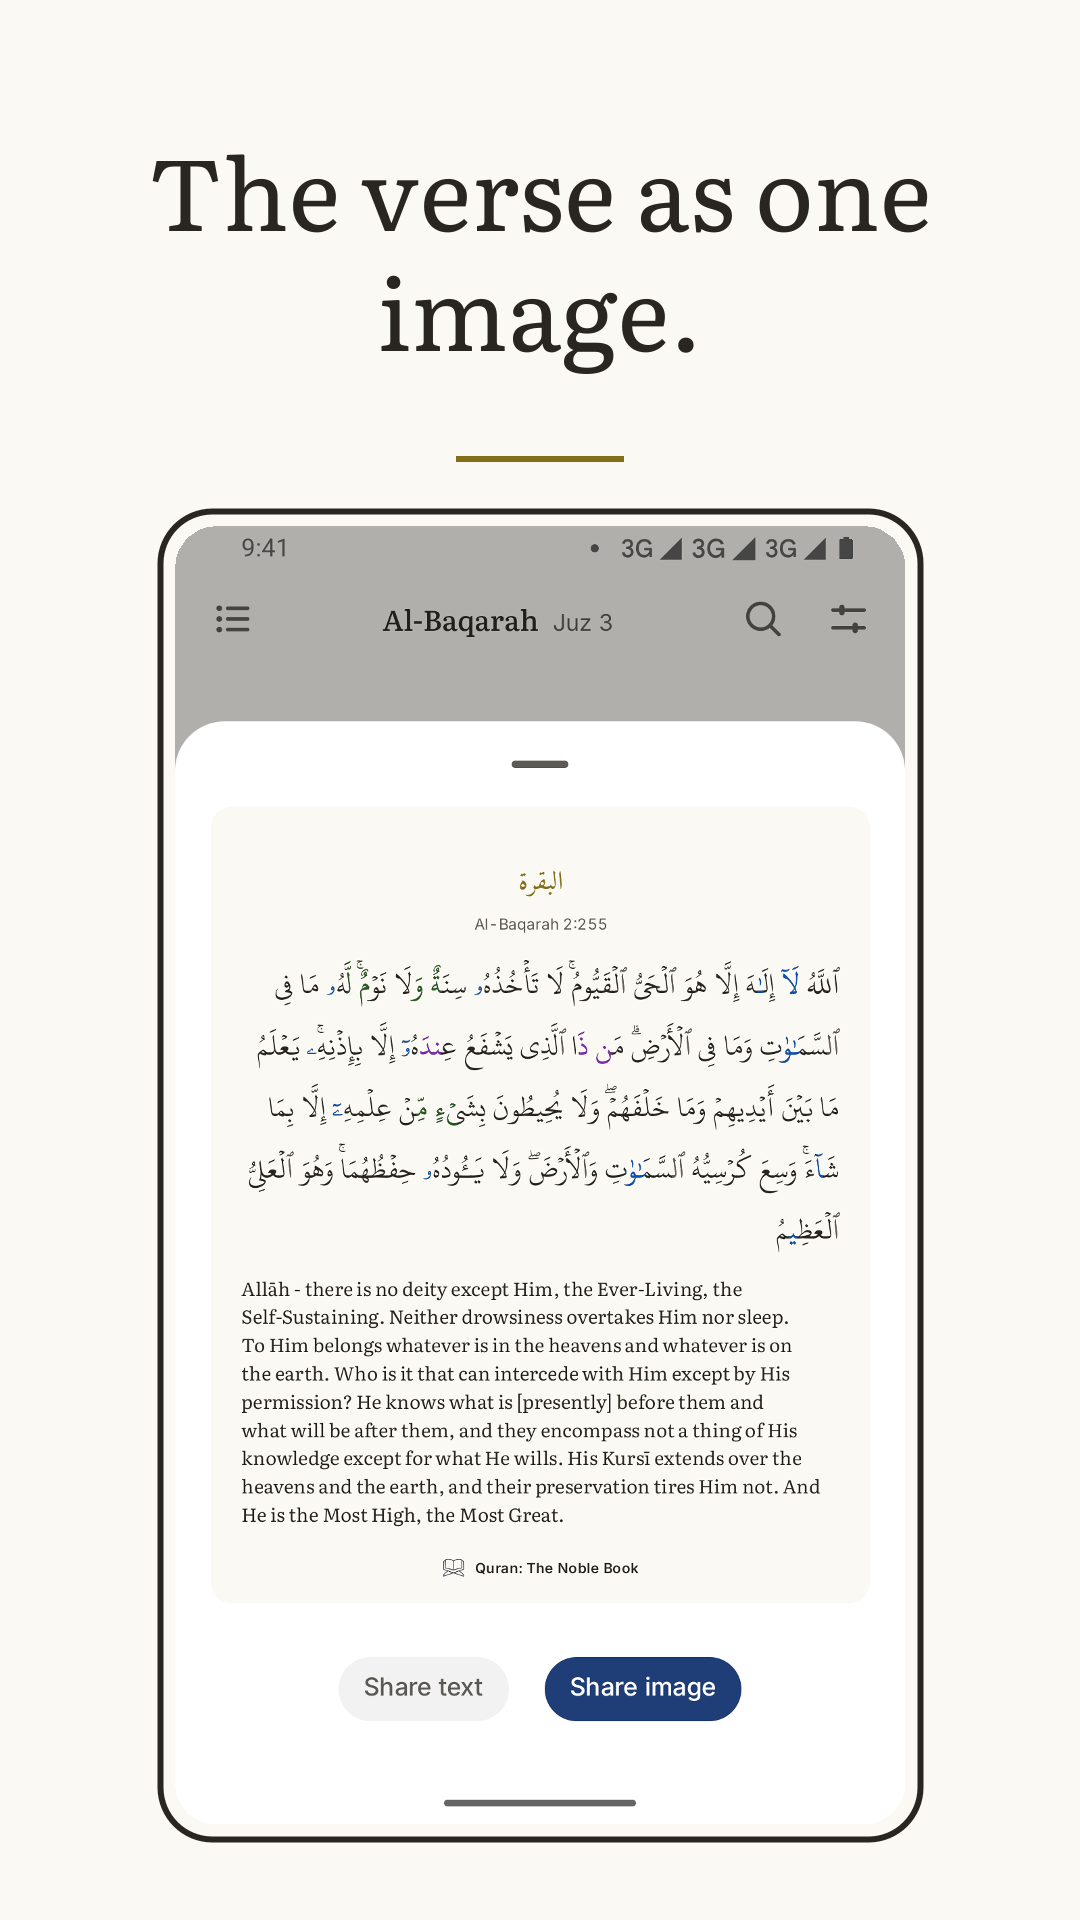 The verse as one
image.
9:41
3G 3G 3G
Al-Baqarah Juz 3
البقرة
Al-Baqarah 2:255
ٱللَّهُ لَآ إِلَـٰهَ إِلَّا هُوَ ٱلْحَىُّ ٱلْقَيُّومُ ۚ لَا تَأْخُذُهُۥ سِنَةٌ وَلَا نَوْمٌ ۚ لَّهُۥ مَا فِى
ٱلسَّمَـٰوَٰتِ وَمَا فِى ٱلْأَرْضِ ۗ مَن ذَا ٱلَّذِى يَشْفَعُ عِندَهُۥٓ إِلَّا بِإِذْنِهِۦ ۚ يَعْلَمُ
مَا بَيْنَ أَيْدِيهِمْ وَمَا خَلْفَهُمْ ۖ وَلَا يُحِيطُونَ بِشَىْءٍ مِّنْ عِلْمِهِۦٓ إِلَّا بِمَا
شَآءَ ۚ وَسِعَ كُرْسِيُّهُ ٱلسَّمَـٰوَٰتِ وَٱلْأَرْضَ ۖ وَلَا يَـُٔودُهُۥ حِفْظُهُمَا ۚ وَهُوَ ٱلْعَلِىُّ
ٱلْعَظِيمُ
Allāh - there is no deity except Him, the Ever-Living, the
Self-Sustaining. Neither drowsiness overtakes Him nor sleep.
To Him belongs whatever is in the heavens and whatever is on
the earth. Who is it that can intercede with Him except by His
permission? He knows what is [presently] before them and
what will be after them, and they encompass not a thing of His
knowledge except for what He wills. His Kursī extends over the
heavens and the earth, and their preservation tires Him not. And
He is the Most High, the Most Great.
Quran: The Noble Book
Share text Share image